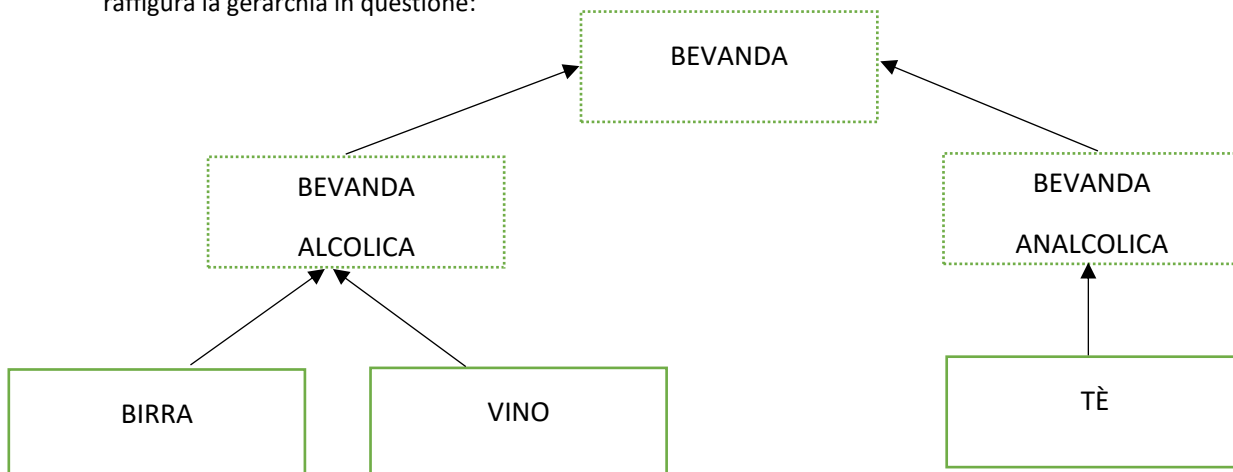 raffigura la gerarchia in questione:
BEVANDA
BEVANDA
ALCOLICA
BEVANDA
ANALCOLICA
BIRRA
VINO
TÈ